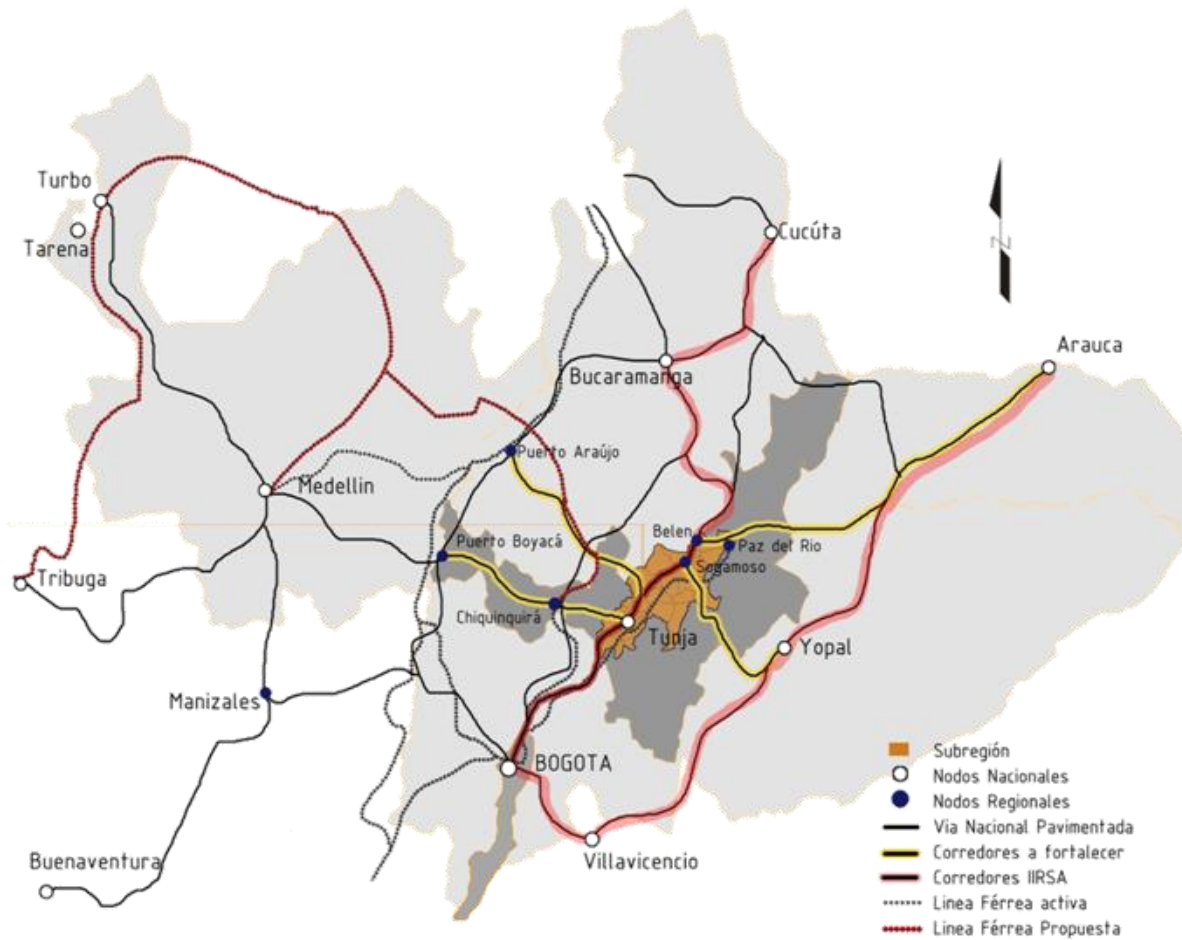 Turbo
Tarena
Cucúta
N
Arauca
Bucaramanga
Puerto Araújo
Medellin
Belen
Puerto Boyacá
Paz del Rio
Sogamoso
Tribuga
Chiquinquirá
Tunja
Yopal
Manizales
BOGOTA
Villavicencio
Buenaventura
Subregión
Nodos Nacionales
Nodos Regionales
Via Nacional Pavimentada
Corredores a fortalecer
Corredores IIRSA
Linea Férrea activa
Linea Férrea Propuesta